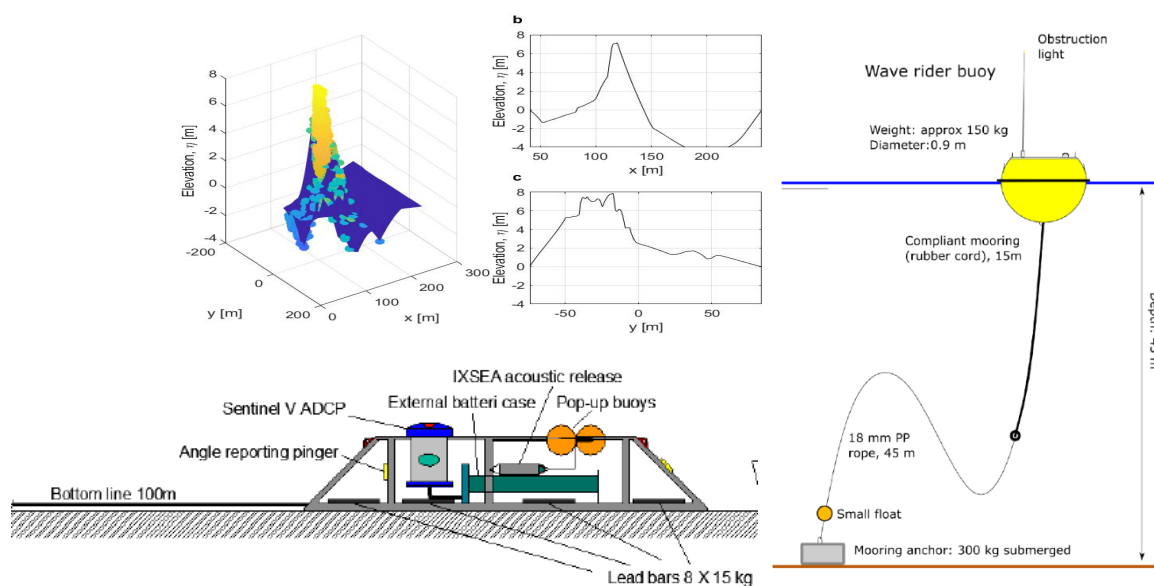 8
6
4
2
0
-2
-4
Elevation, η [m]
-200
0
200
y [m]
0
100
200
300
x [m]
b
8
6
4
2
0
-2
-4
Elevation, η [m]
50
100
150
200
x [m]
c
8
6
4
2
0
-2
-4
Elevation, η [m]
-50
0
50
y [m]
Obstruction
light
Wave rider buoy
Weight: approx 150 kg
Diameter:0.9 m
Compliant mooring
(rubber cord), 15m
18 mm PP
rope, 45 m
Small float
Mooring anchor: 300 kg submerged
IXSEA acoustic release
External batteri case
Pop-up buoys
Sentinel V ADCP
Angle reporting pinger
Bottom line 100m
Lead bars 8 X 15 kg